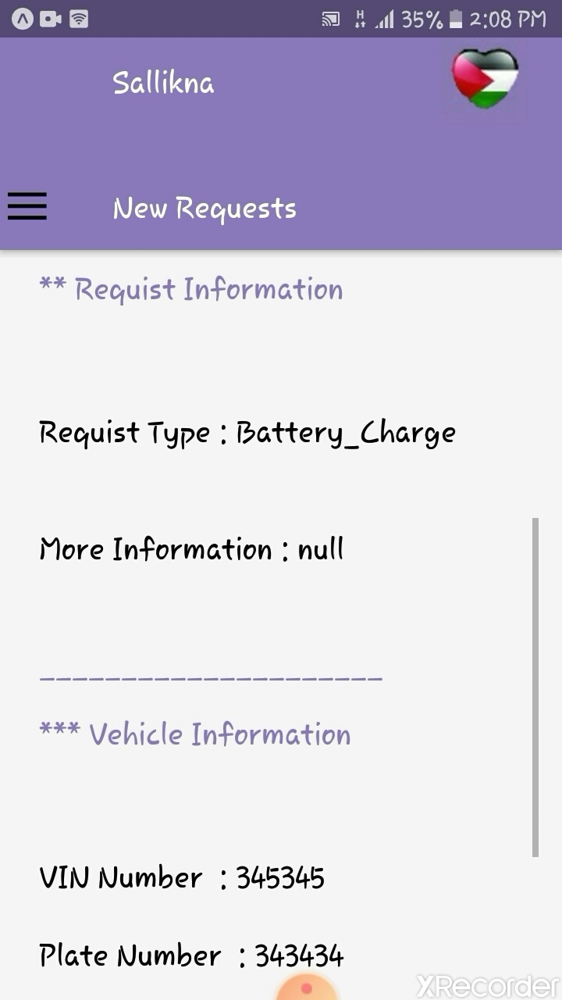 35% 2:08 PM
Sallikna
New Requests
** Requist Information
Requist Type : Battery_Charge
More Information : null
_____________________
*** Vehicle Information
VIN Number : 345345
Plate Number : 343434
XRecorder